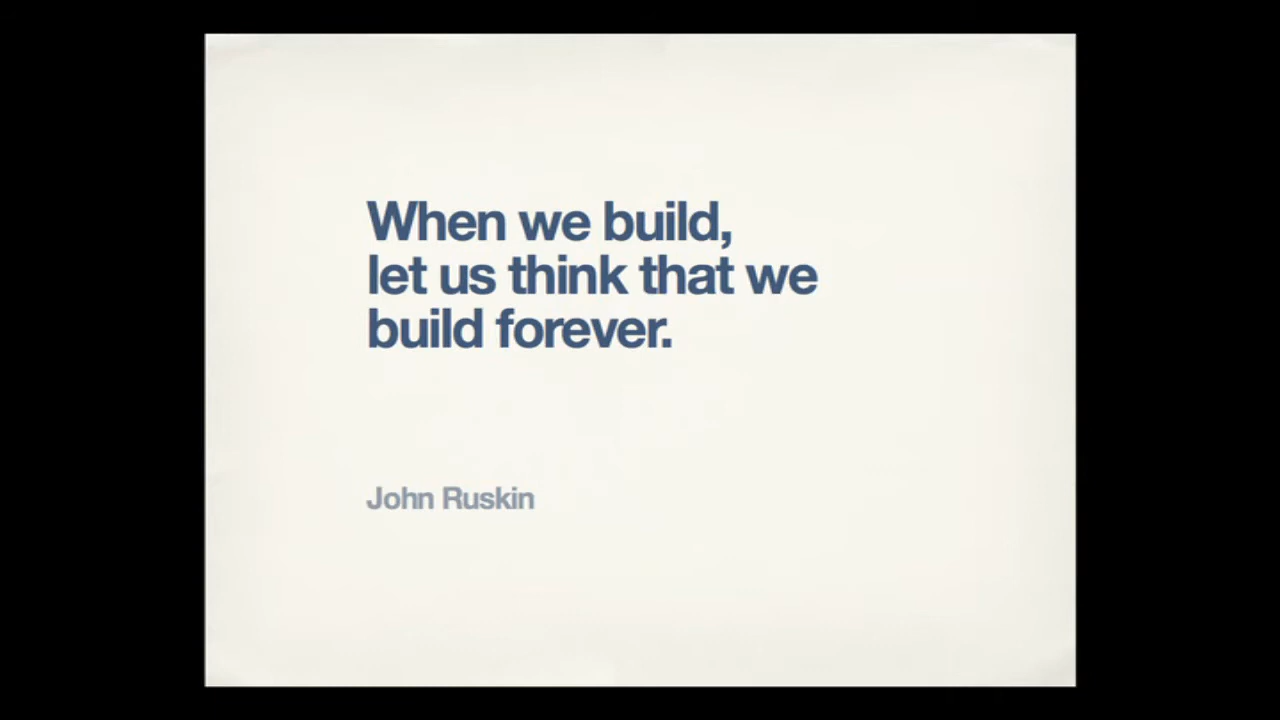 When we build,
let us think that we
build forever.
John Ruskin